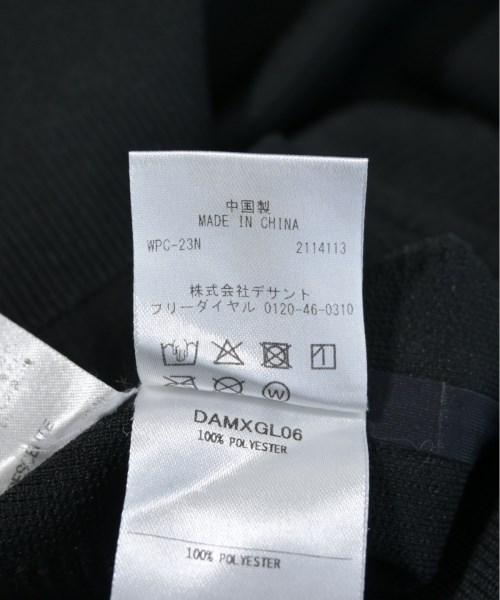 中国製
MADE IN CHINA
WPC-23N 2114113
株式会社デサント
フリーダイヤル 0120-46-0310
W
DAMXGL06
100% POLYESTER
100% POLYESTER